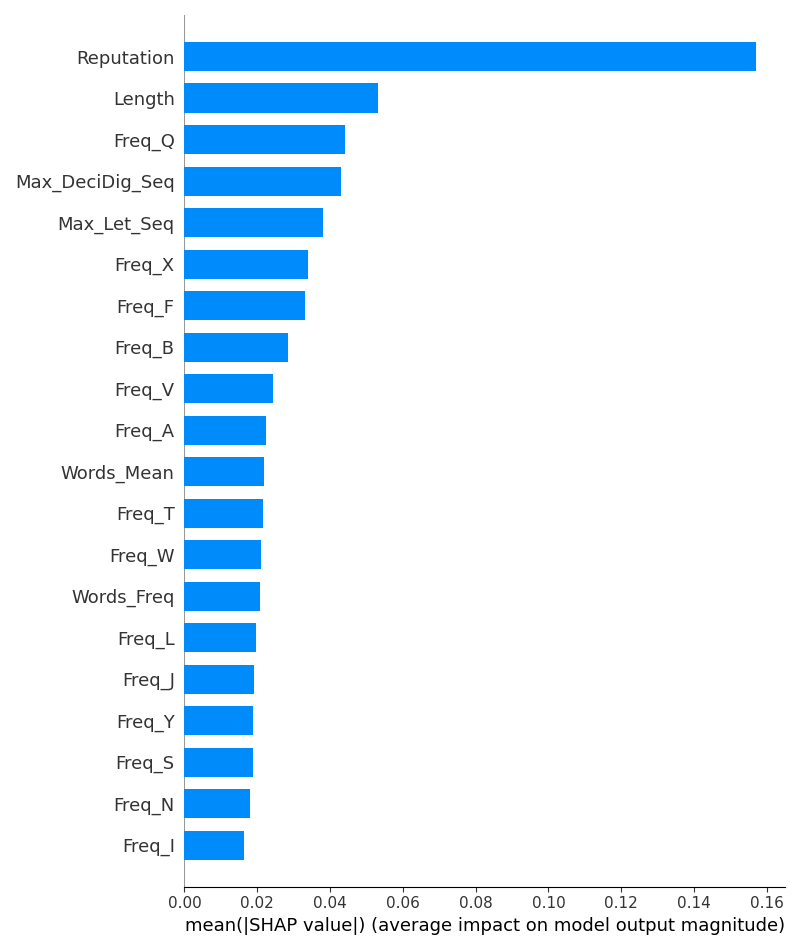 Reputation
Length
Freq_Q
Max_DeciDig_Seq
Max_Let_Seq
Freq_X
Freq_F
Freq_B
Freq_V
Freq_A
Words_Mean
Freq_T
Freq_W
Words_Freq
Freq_L
Freq_J
Freq_Y
Freq_S
Freq_N
Freq_I
0.00 0.02 0.04 0.06 0.08 0.10 0.12 0.14 0.16
mean(|SHAP value|) (average impact on model output magnitude)